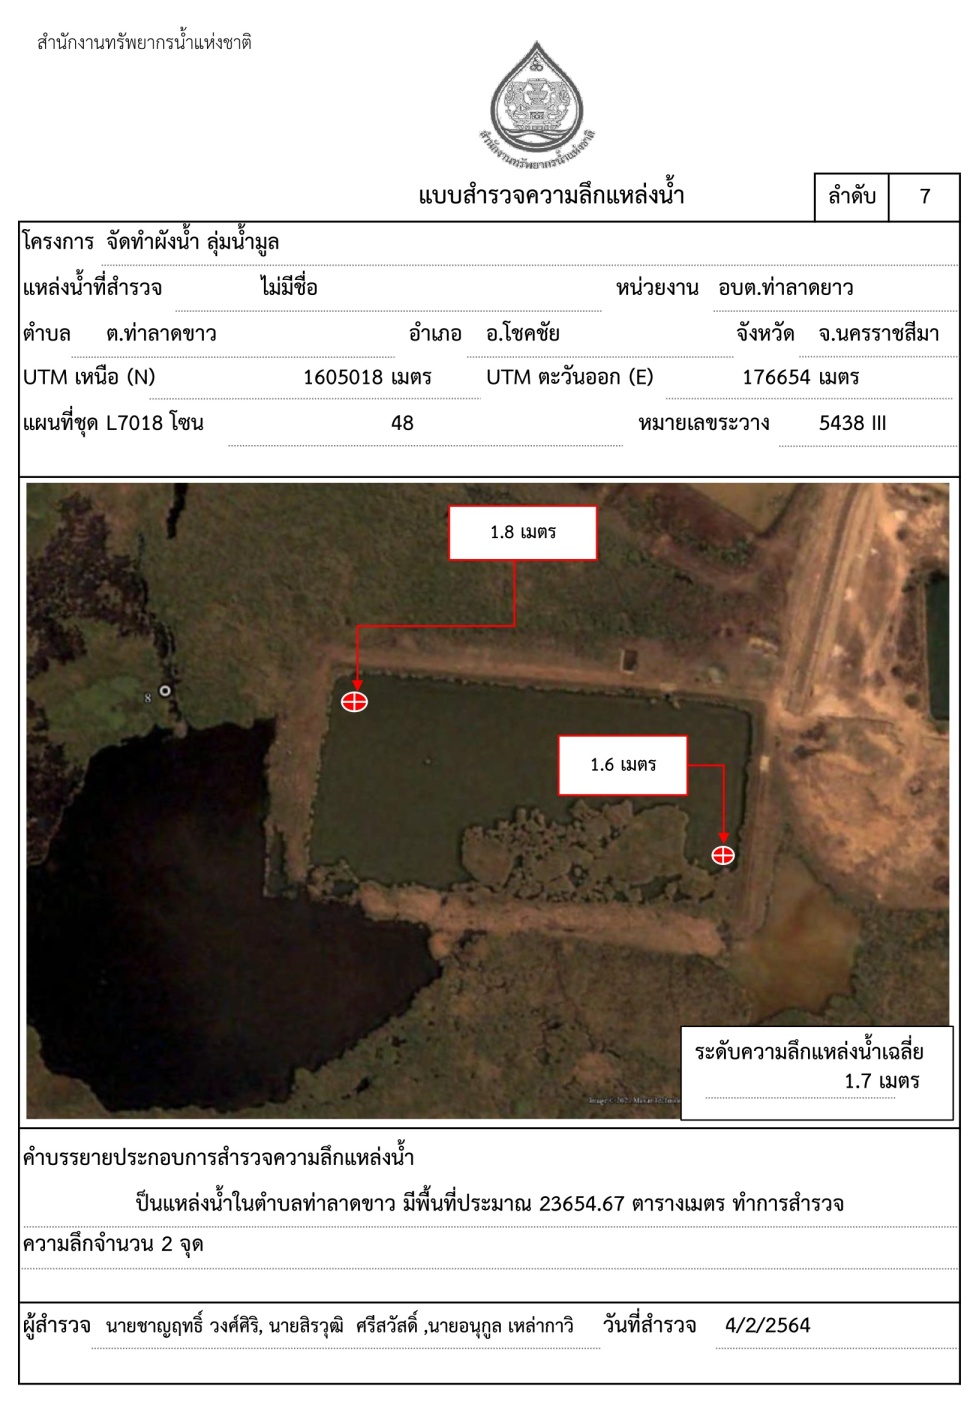 สำนักงานทรัพยากรน้ำแห่งชาติ
สำนักงานทรัพยากรน้ำแห่งชาติ
แบบสำรวจความลึกแหล่งน้ำ ลำดับ 7
โครงการ จัดทำผังน้ำ ลุ่มน้ำมูล
แหล่งน้ำที่สำรวจ ไม่มีชื่อ หน่วยงาน อบต.ท่าลาดยาว
ตำบล ต.ท่าลาดขาว อำเภอ อ.โชคชัย จังหวัด จ.นครราชสีมา
UTM เหนือ (N) 1605018 เมตร UTM ตะวันออก (E) 176654 เมตร
แผนที่ชุด L7018 โซน 48 หมายเลขระวาง 5438 III
1.8 เมตร
8
1.6 เมตร
ระดับความลึกแหล่งน้ำเฉลี่ย
1.7 เมตร
คำบรรยายประกอบการสำรวจความลึกแหล่งน้ำ
ป็นแหล่งน้ำในตำบลท่าลาดขาว มีพื้นที่ประมาณ 23654.67 ตารางเมตร ทำการสำรวจ
ความลึกจำนวน 2 จุด
ผู้สำรวจ นายชาญฤทธิ์ วงศ์ศิริ, นายสิรวุฒิ ศรีสวัสดิ์ ,นายอนุกูล เหล่ากาวิ วันที่สำรวจ 4/2/2564